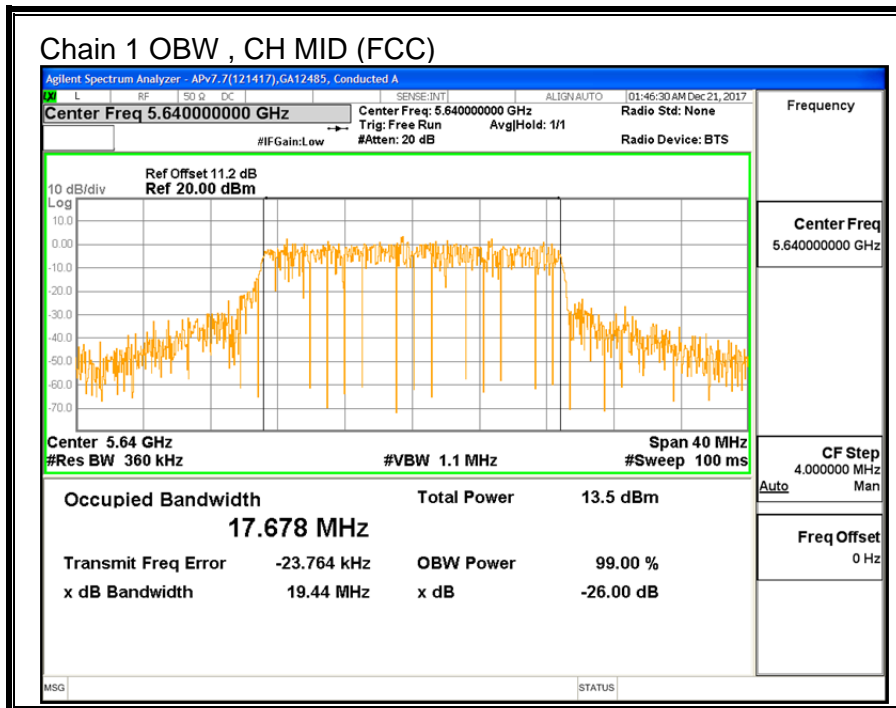 Chain 1 OBW , CH MID (FCC)
Agilent Spectrum Analyzer - APv7.7(121417),GA12485, Conducted A
LXI L RF 50 Ω DC SENSE:INT ALIGN AUTO 01:46:30 AM Dec 21, 2017
Center Freq 5.640000000 GHz
Center Freq: 5.640000000 GHz Radio Std: None
Trig: Free Run Avg|Hold: 1/1
#IFGain:Low #Atten: 20 dB Radio Device: BTS
Ref Offset 11.2 dB
10 dB/div Ref 20.00 dBm
Log
10.0
0.00
-10.0
-20.0
-30.0
-40.0
-50.0
-60.0
-70.0
Center 5.64 GHz Span 40 MHz
#Res BW 360 kHz #VBW 1.1 MHz #Sweep 100 ms
Occupied Bandwidth Total Power 13.5 dBm
17.678 MHz
Transmit Freq Error -23.764 kHz OBW Power 99.00 %
x dB Bandwidth 19.44 MHz x dB -26.00 dB
Frequency
Center Freq
5.640000000 GHz
CF Step
4.000000 MHz
Auto Man
Freq Offset
0 Hz
MSG STATUS